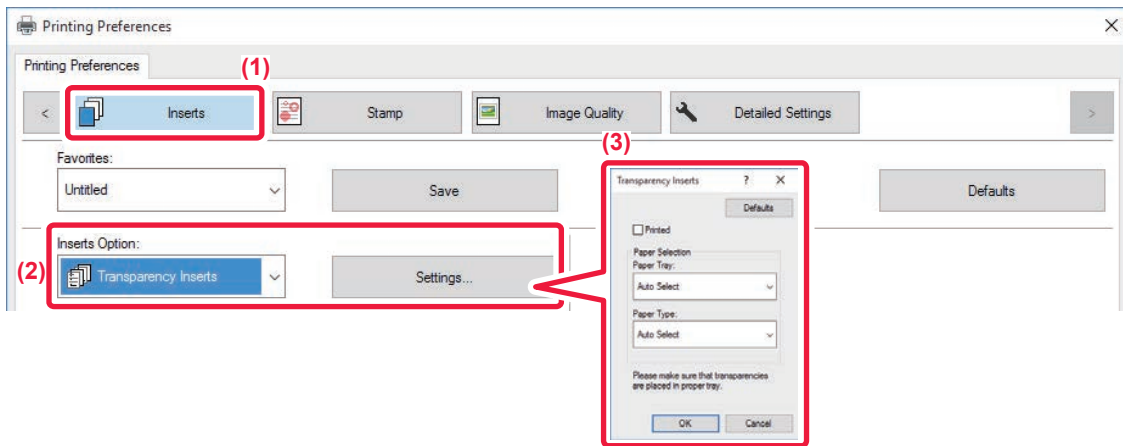 Printing Preferences
Printing Preferences
(1)
< Inserts Stamp Image Quality Detailed Settings >
(3)
Favorites:
Untitled Save Defaults
(2)
Inserts Option:
Transparency Inserts Settings...
Transparency Inserts ? X
Defaults
Printed
Paper Selection
Paper Tray:
Auto Select
Paper Type:
Auto Select
Please make sure that transparencies
are placed in proper tray.
OK Cancel